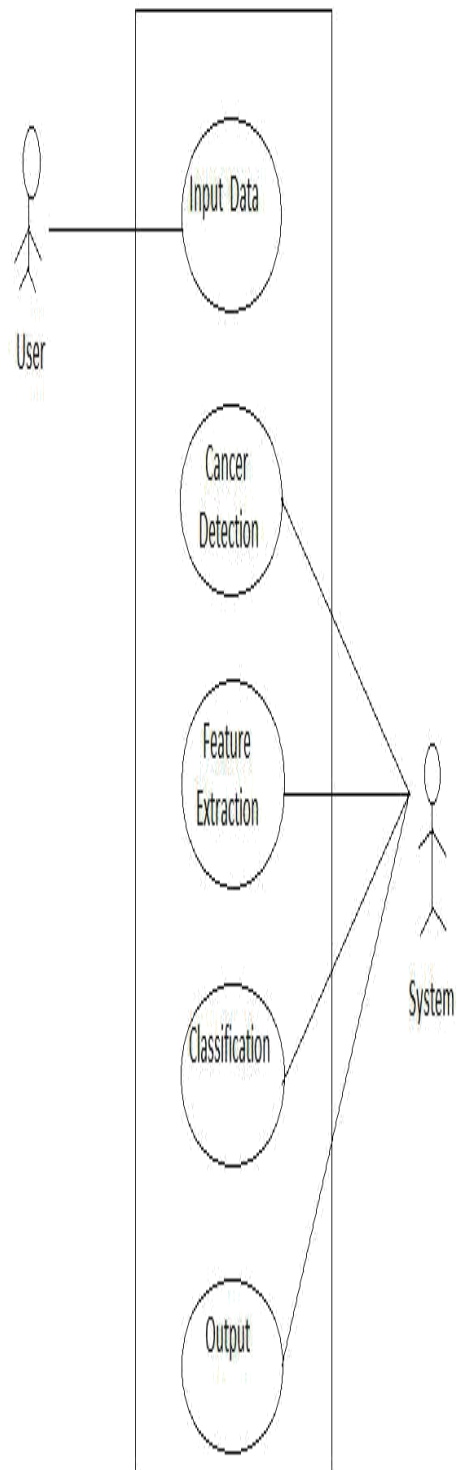 Input Data
User
Cancer
Detection
Feature
Extraction
System
Classification
Output